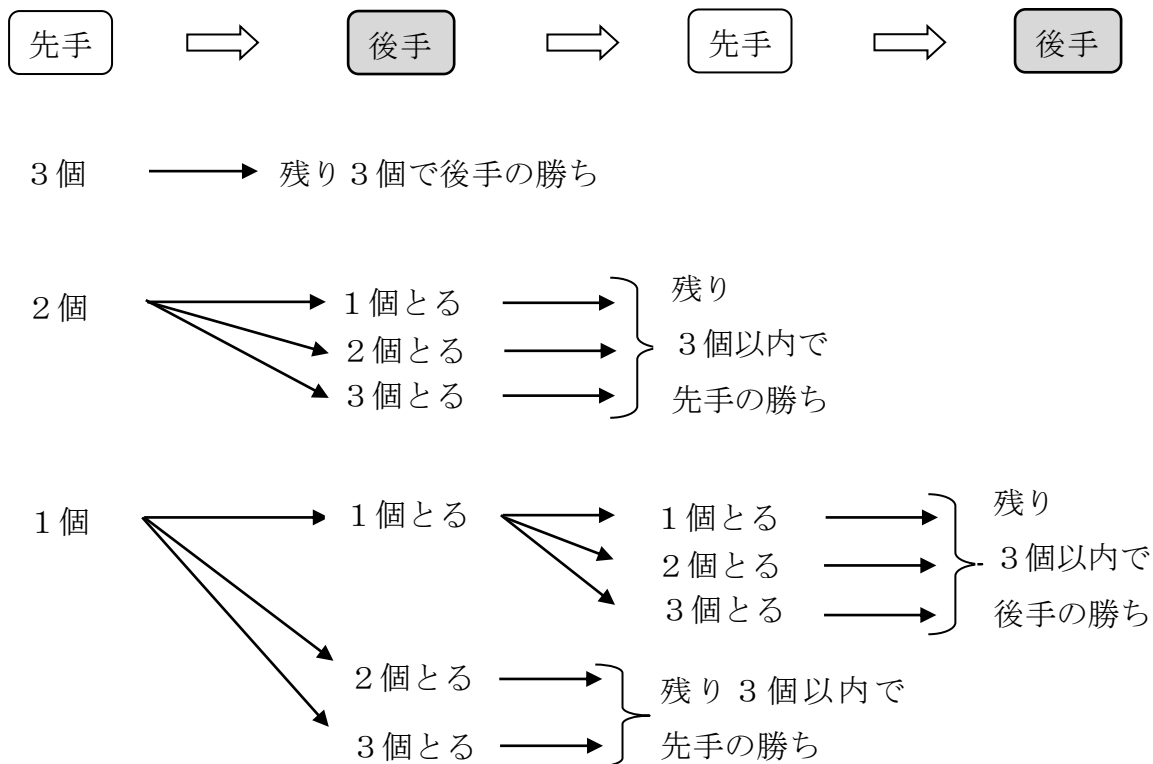 先手 後手 先手 後手
３個 残り３個で後手の勝ち
２個
１個とる
２個とる
３個とる
残り
３個以内で
先手の勝ち
１個
１個とる
１個とる
２個とる
３個とる
残り
３個以内で
後手の勝ち
２個とる
３個とる
残り３個以内で
先手の勝ち